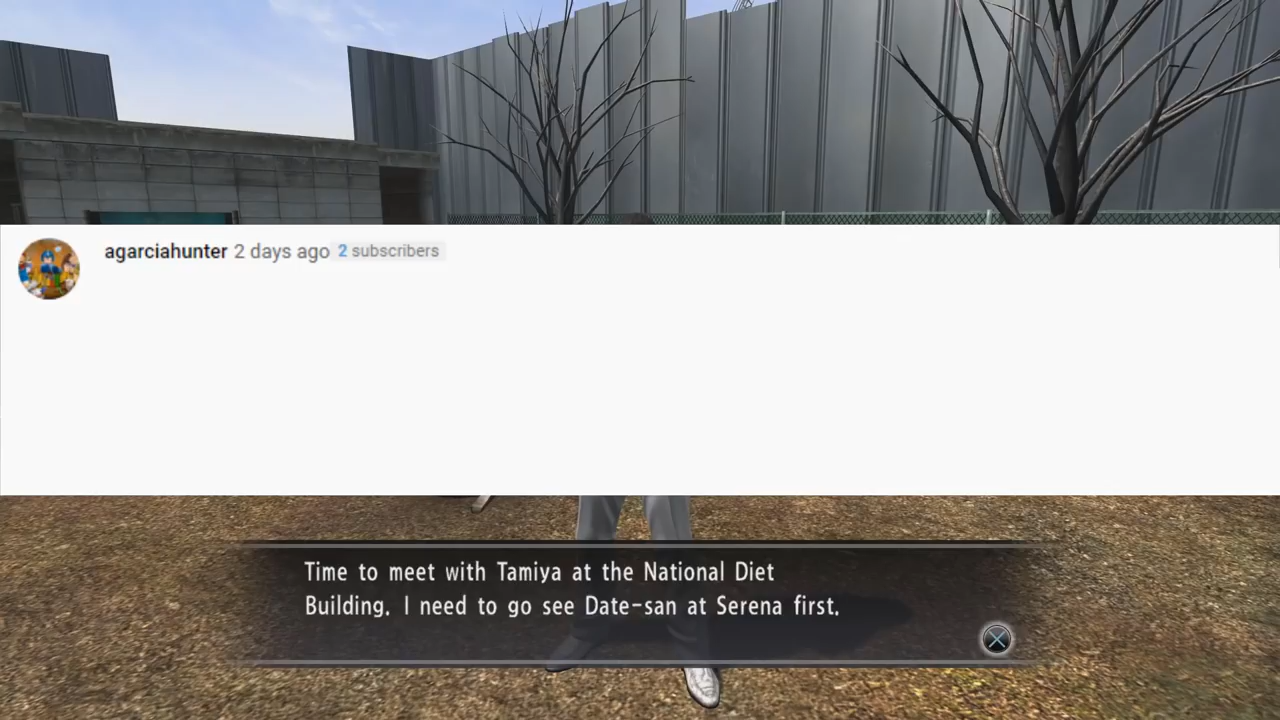 agarciahunter 2 days ago 2 subscribers
Time to meet with Tamiya at the National Diet
Building. I need to go see Date-san at Serena first.